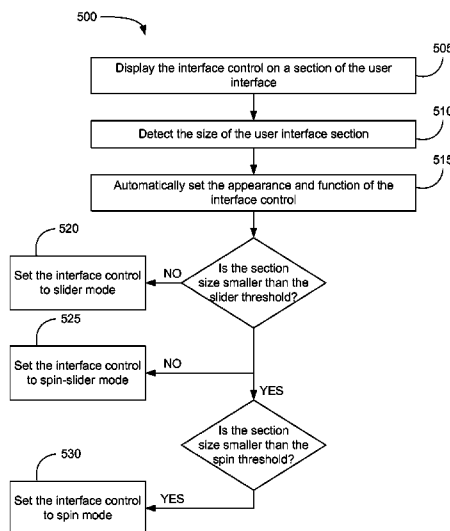 500
505
Display the interface control on a section of the user
interface
510
Detect the size of the user interface section
515
Automatically set the appearance and function of the
interface control
520
Set the interface control
to slider mode
NO
Is the section
size smaller than the
slider threshold?
525
Set the interface control
to spin-slider mode
NO
YES
Is the section
size smaller than the
spin threshold?
530
Set the interface control
to spin mode
YES